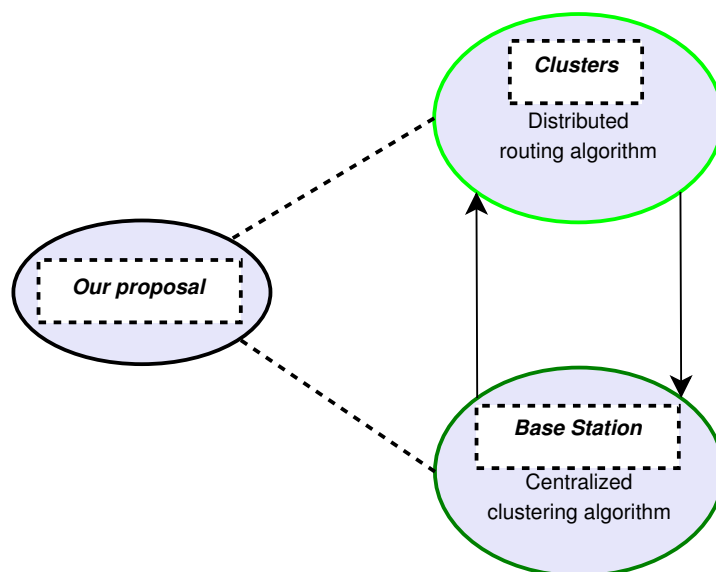 Clusters
Distributed
routing algorithm
Our proposal
Base Station
Centralized
clustering algorithm